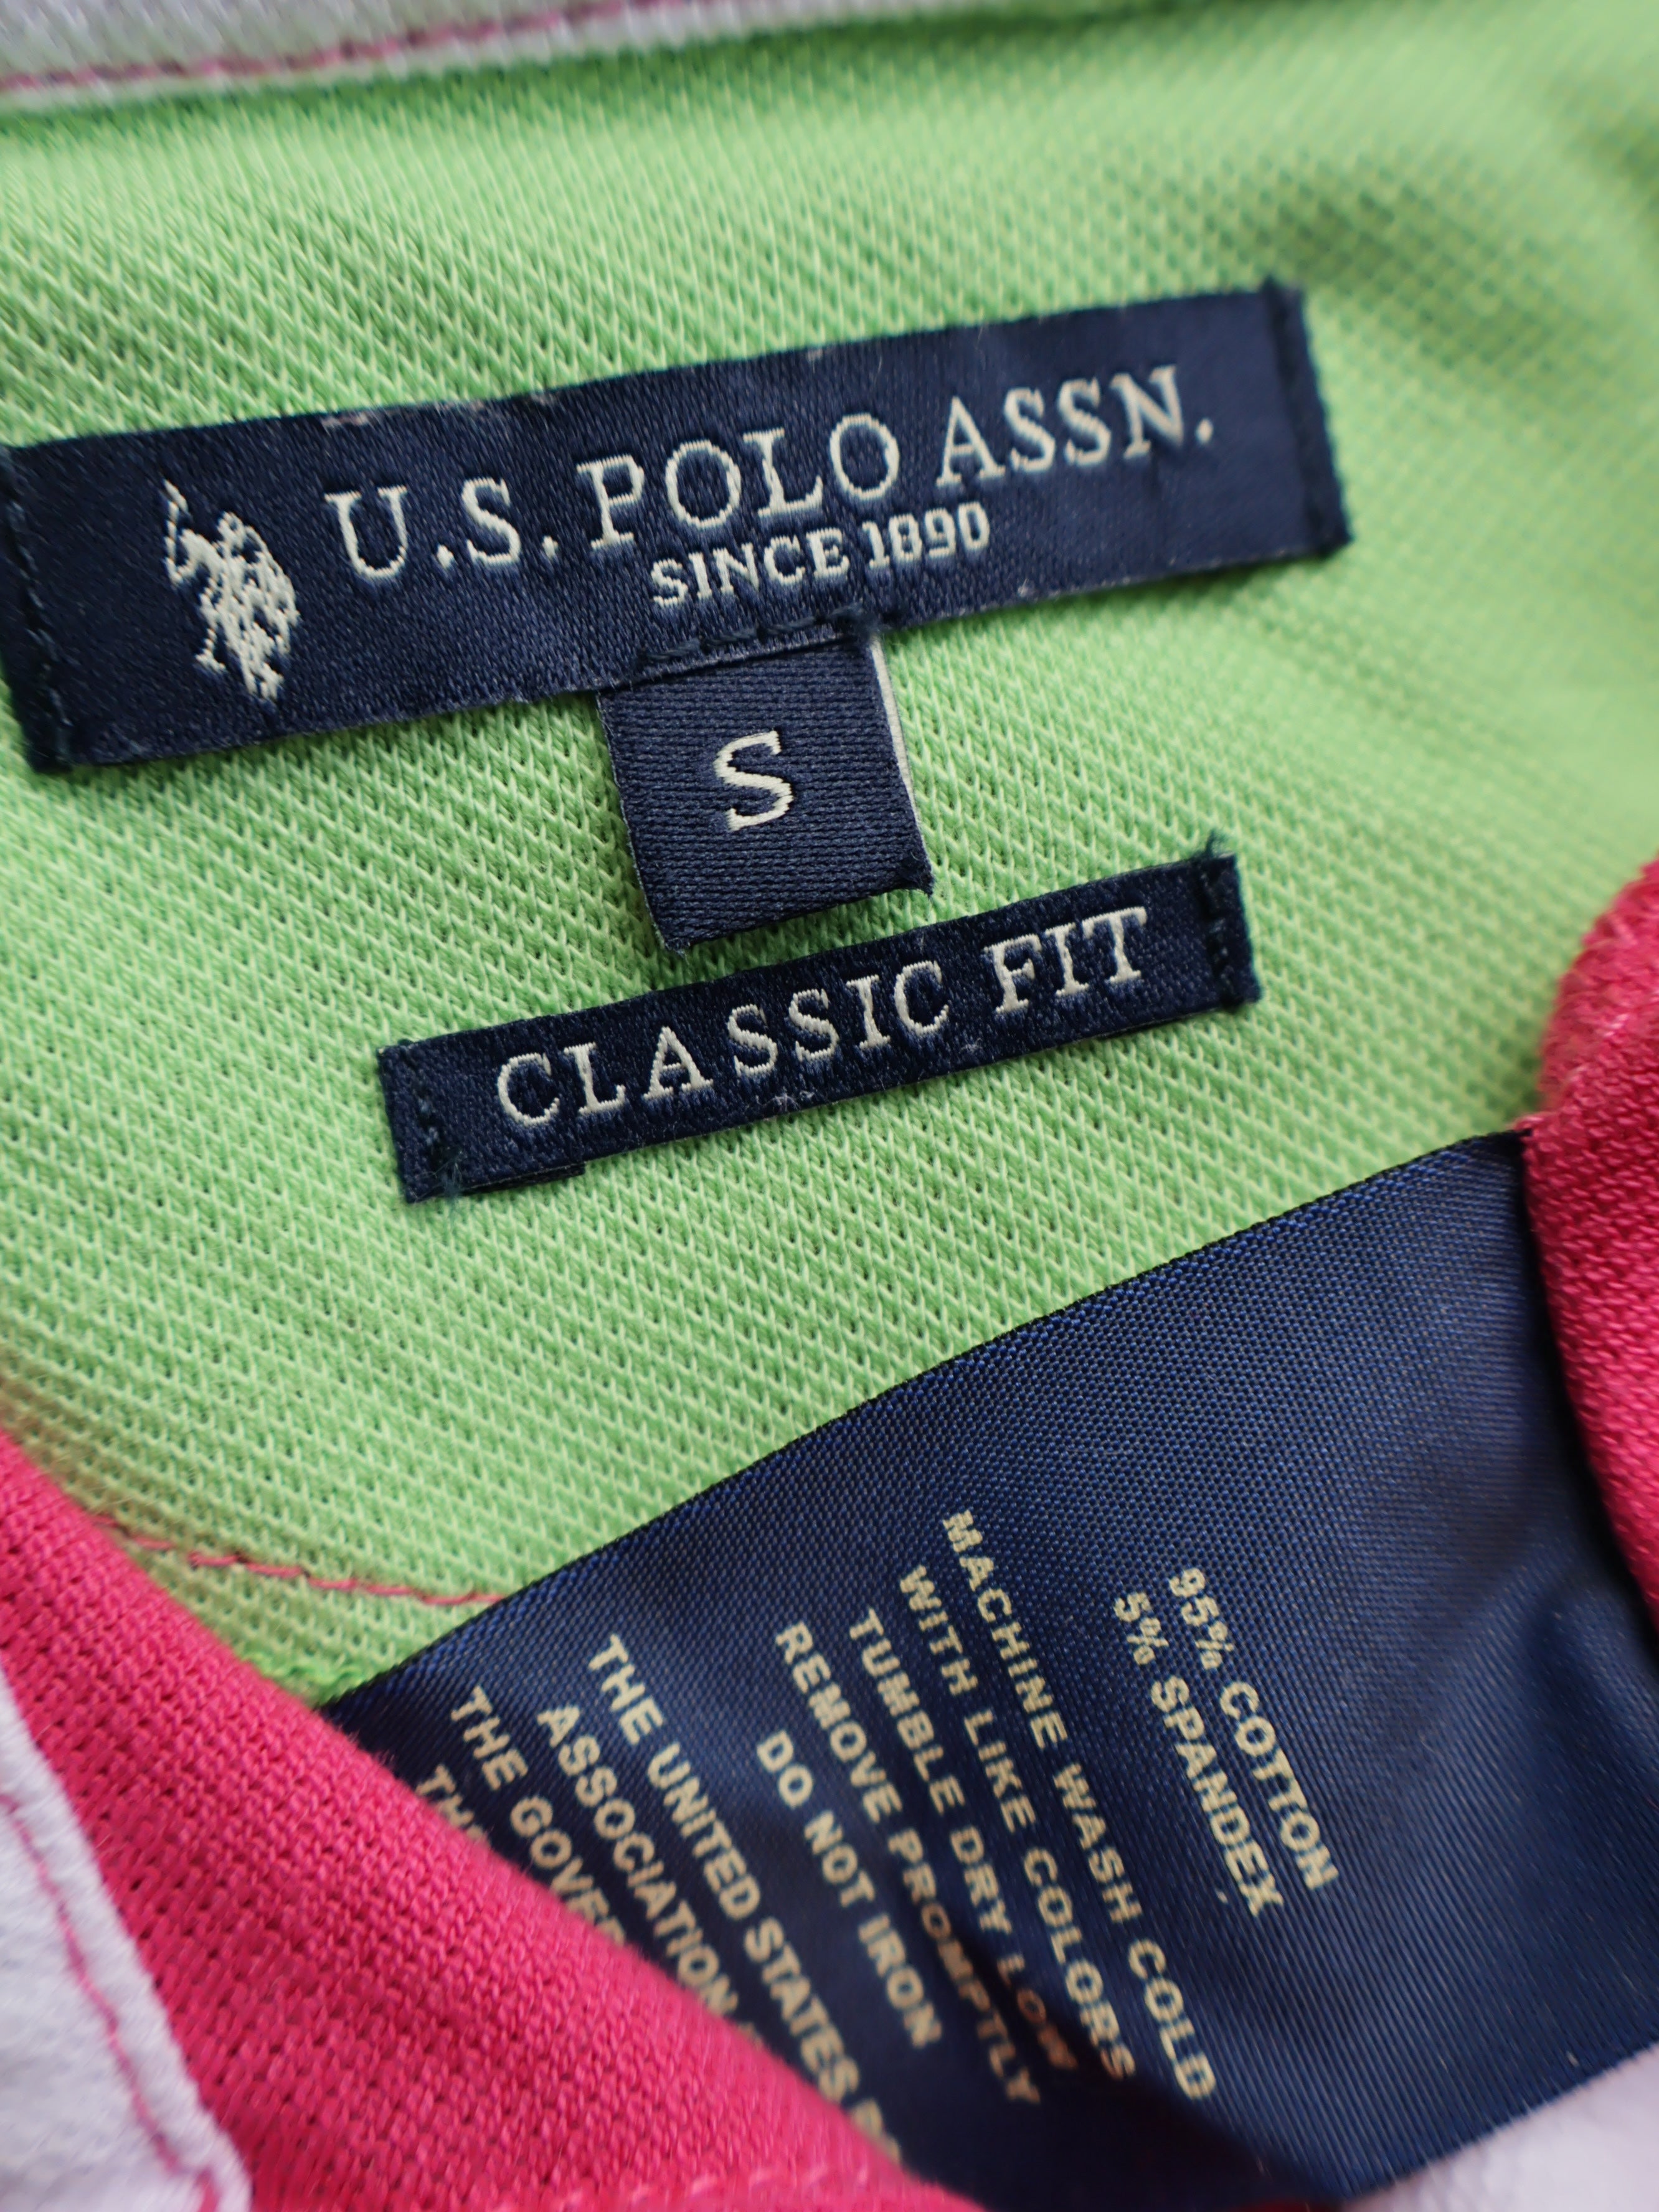 U.S. POLO ASSN.
SINCE 1890
S
CLASSIC FIT
95% COTTON
5% SPANDEX
MACHINE WASH COLD
WITH LIKE COLORS
TUMBLE DRY LOW
REMOVE PROMPTLY
DO NOT IRON
THE UNITED STATES
ASSOCIATION
THE